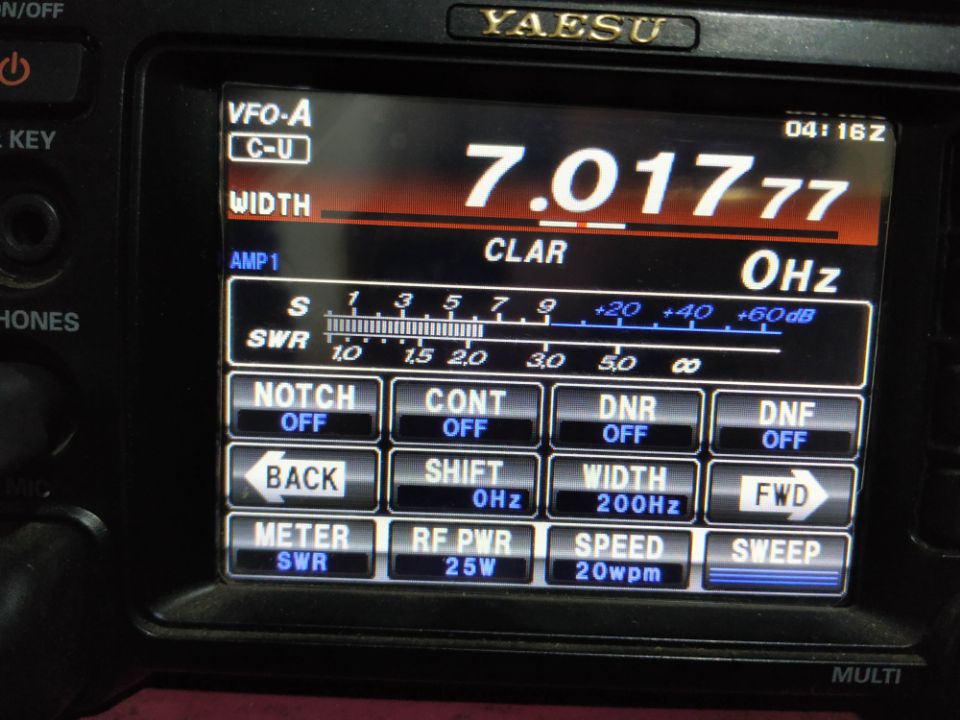 ON/OFF
YAESU
VFO-A
04:16Z
KEY
C-U
7.017 77
WIDTH
CLAR
AMP1
0Hz
S 1 3 5 7 9 +20 +40 +60dB
HONES
SWR 1.0 1.5 2.0 3.0 5.0 ∞
NOTCH CONT DNR DNF
OFF OFF OFF OFF
BACK SHIFT WIDTH FWD
0Hz 200Hz
MIC
METER RF PWR SPEED SWEEP
SWR 25W 20wpm
MULTI